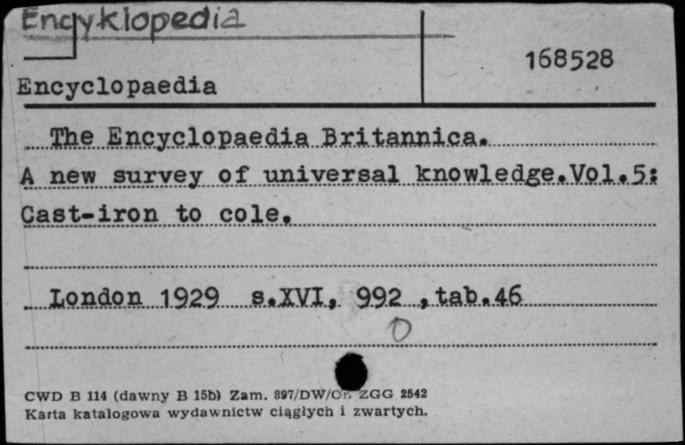 Encyklopedia
168528
Encyclopaedia
The Encyclopaedia Britannica.
A new survey of universal knowledge.Vol.5:
Cast-iron to cole.
London 1929 s.XVI, 992 ,tab.46
CWD B 114 (dawny B 15b) Zam. 897/DW/ ZGG 2542
Karta katalogowa wydawnictw ciągłych i zwartych.